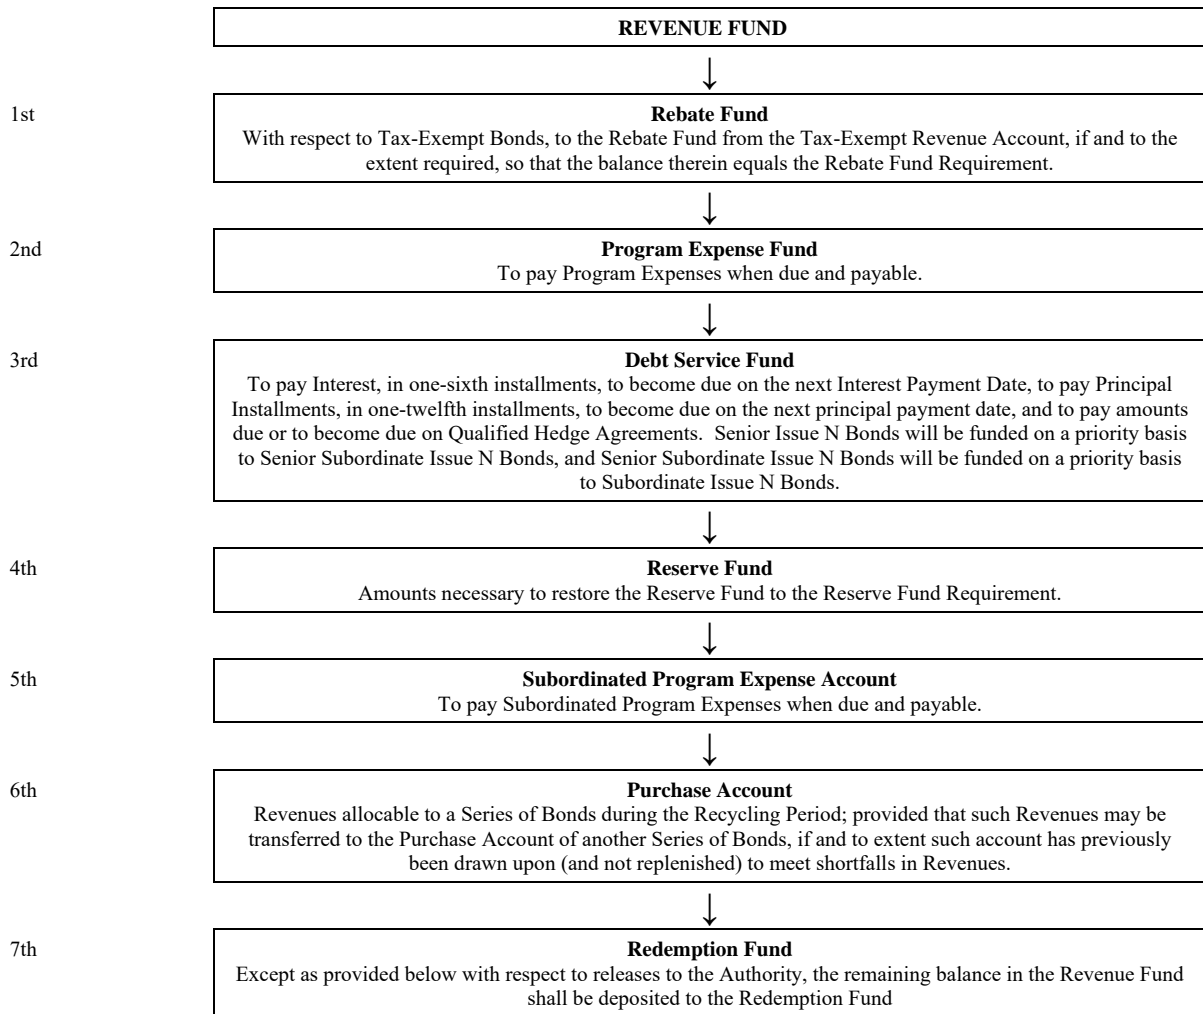 REVENUE FUND
↓
1st
Rebate Fund
With respect to Tax-Exempt Bonds, to the Rebate Fund from the Tax-Exempt Revenue Account, if and to the
extent required, so that the balance therein equals the Rebate Fund Requirement.
↓
2nd
Program Expense Fund
To pay Program Expenses when due and payable.
↓
3rd
Debt Service Fund
To pay Interest, in one-sixth installments, to become due on the next Interest Payment Date, to pay Principal
Installments, in one-twelfth installments, to become due on the next principal payment date, and to pay amounts
due or to become due on Qualified Hedge Agreements.  Senior Issue N Bonds will be funded on a priority basis
to Senior Subordinate Issue N Bonds, and Senior Subordinate Issue N Bonds will be funded on a priority basis
to Subordinate Issue N Bonds.
↓
4th
Reserve Fund
Amounts necessary to restore the Reserve Fund to the Reserve Fund Requirement.
↓
5th
Subordinated Program Expense Account
To pay Subordinated Program Expenses when due and payable.
↓
6th
Purchase Account
Revenues allocable to a Series of Bonds during the Recycling Period; provided that such Revenues may be
transferred to the Purchase Account of another Series of Bonds, if and to extent such account has previously
been drawn upon (and not replenished) to meet shortfalls in Revenues.
↓
7th
Redemption Fund
Except as provided below with respect to releases to the Authority, the remaining balance in the Revenue Fund
shall be deposited to the Redemption Fund